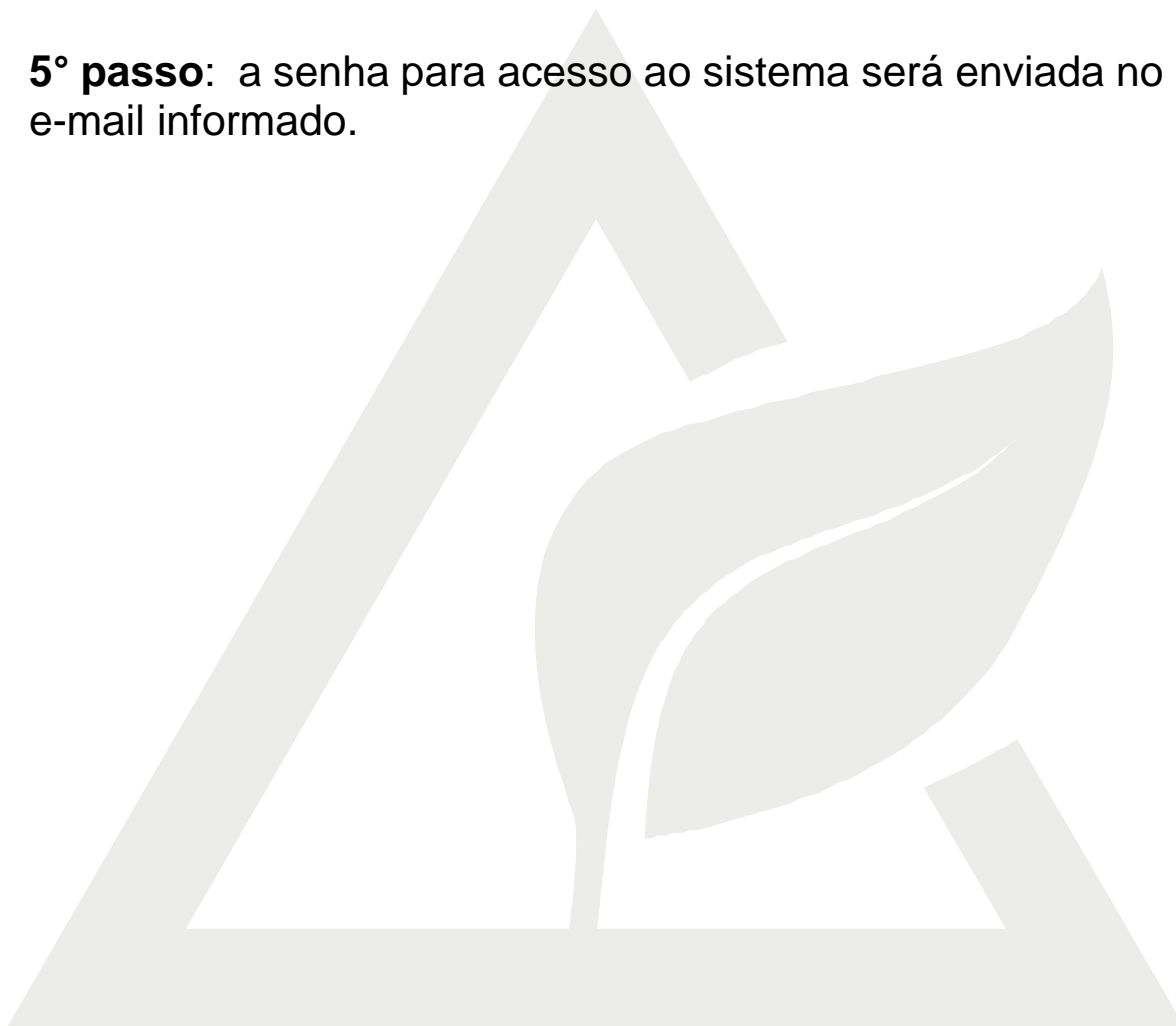 5° passo: a senha para acesso ao sistema será enviada no
e-mail informado.